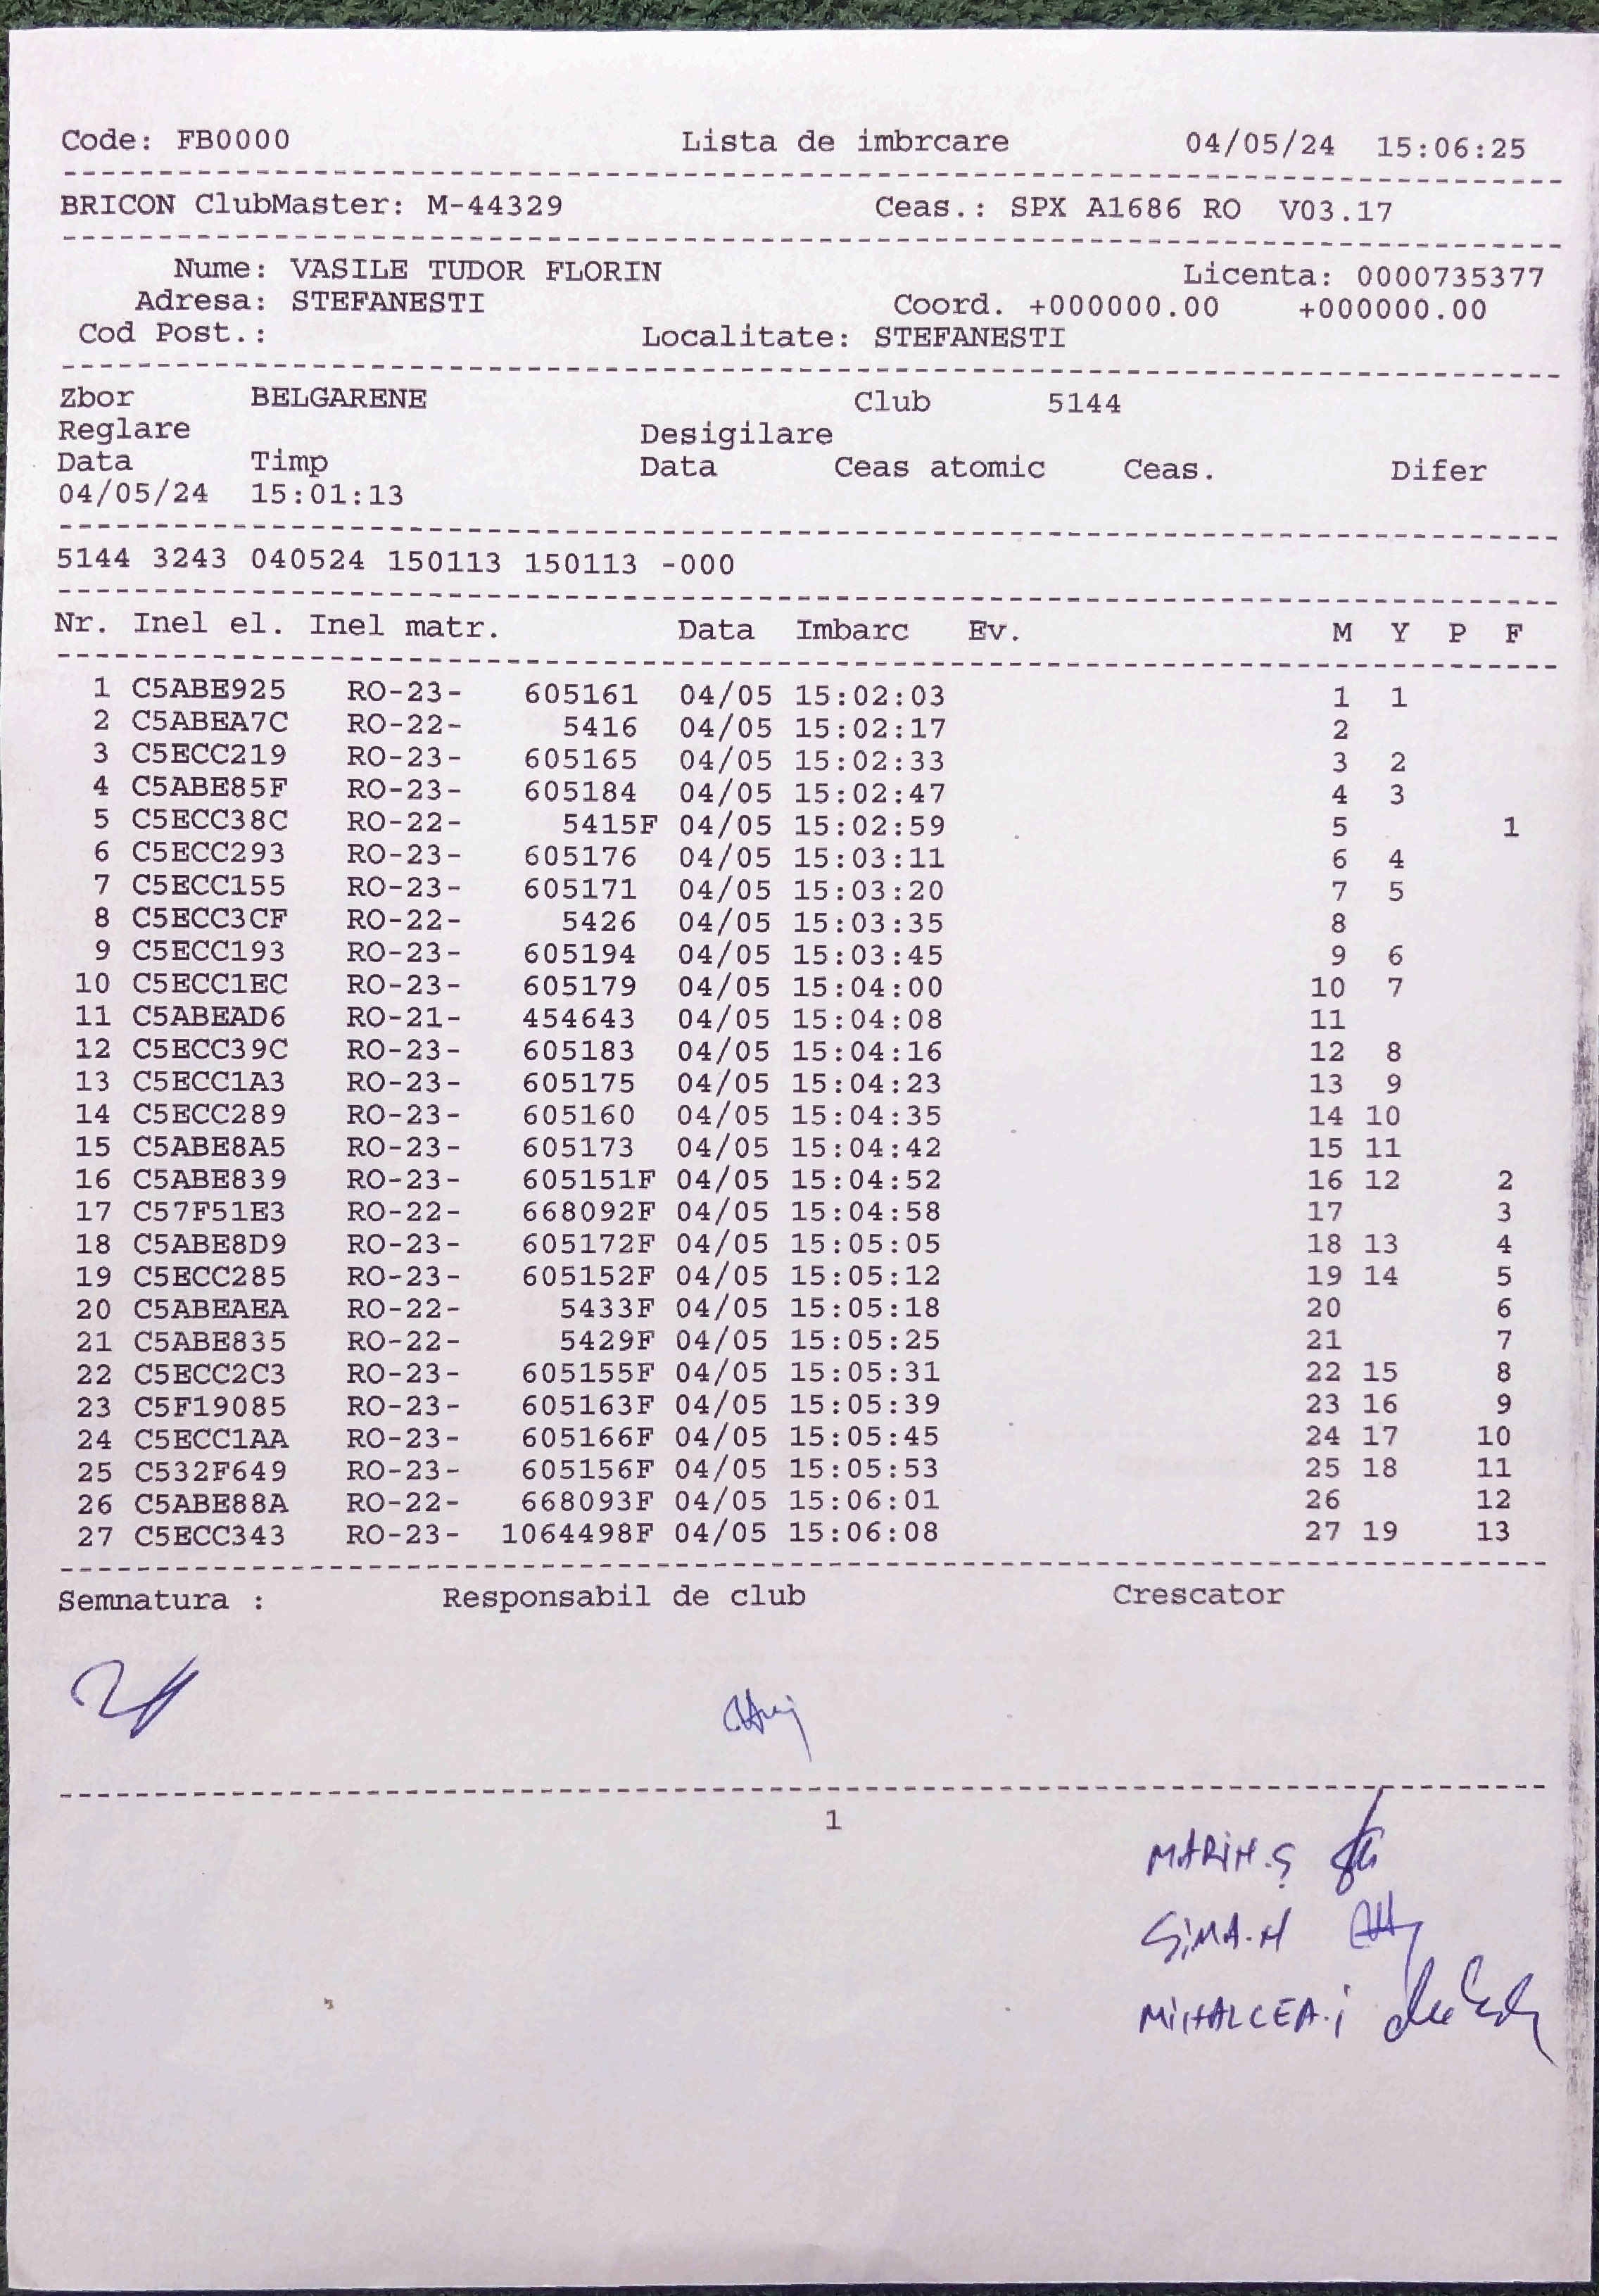 Code: FB0000 Lista de imbrcare 04/05/24 15:06:25
BRICON ClubMaster: M-44329 Ceas.: SPX A1686 RO V03.17
Nume: VASILE TUDOR FLORIN Licenta: 0000735377
Adresa: STEFANESTI Coord. +000000.00 +000000.00
Cod Post.: Localitate: STEFANESTI
Zbor BELGARENE Club 5144
Reglare Desigilare
Data Timp Data Ceas atomic Ceas. Difer
04/05/24 15:01:13
5144 3243 040524 150113 150113 -000
Nr. Inel el. Inel matr. Data Imbarc Ev. M Y P F
1 C5ABE925 RO-23- 605161 04/05 15:02:03 1 1
2 C5ABEA7C RO-22- 5416 04/05 15:02:17 2
3 C5ECC219 RO-23- 605165 04/05 15:02:33 3 2
4 C5ABE85F RO-23- 605184 04/05 15:02:47 4 3
5 C5ECC38C RO-22- 5415F 04/05 15:02:59 5 1
6 C5ECC293 RO-23- 605176 04/05 15:03:11 6 4
7 C5ECC155 RO-23- 605171 04/05 15:03:20 7 5
8 C5ECC3CF RO-22- 5426 04/05 15:03:35 8
9 C5ECC193 RO-23- 605194 04/05 15:03:45 9 6
10 C5ECC1EC RO-23- 605179 04/05 15:04:00 10 7
11 C5ABEAD6 RO-21- 454643 04/05 15:04:08 11
12 C5ECC39C RO-23- 605183 04/05 15:04:16 12 8
13 C5ECC1A3 RO-23- 605175 04/05 15:04:23 13 9
14 C5ECC289 RO-23- 605160 04/05 15:04:35 14 10
15 C5ABE8A5 RO-23- 605173 04/05 15:04:42 15 11
16 C5ABE839 RO-23- 605151F 04/05 15:04:52 16 12 2
17 C57F51E3 RO-22- 668092F 04/05 15:04:58 17 3
18 C5ABE8D9 RO-23- 605172F 04/05 15:05:05 18 13 4
19 C5ECC285 RO-23- 605152F 04/05 15:05:12 19 14 5
20 C5ABEAEA RO-22- 5433F 04/05 15:05:18 20 6
21 C5ABE835 RO-22- 5429F 04/05 15:05:25 21 7
22 C5ECC2C3 RO-23- 605155F 04/05 15:05:31 22 15 8
23 C5F19085 RO-23- 605163F 04/05 15:05:39 23 16 9
24 C5ECC1AA RO-23- 605166F 04/05 15:05:45 24 17 10
25 C532F649 RO-23- 605156F 04/05 15:05:53 25 18 11
26 C5ABE88A RO-22- 668093F 04/05 15:06:01 26 12
27 C5ECC343 RO-23- 1064498F 04/05 15:06:08 27 19 13
Semnatura : Responsabil de club Crescator
1
MARIN.Ș
SIMA.M
MIHALCEA.I